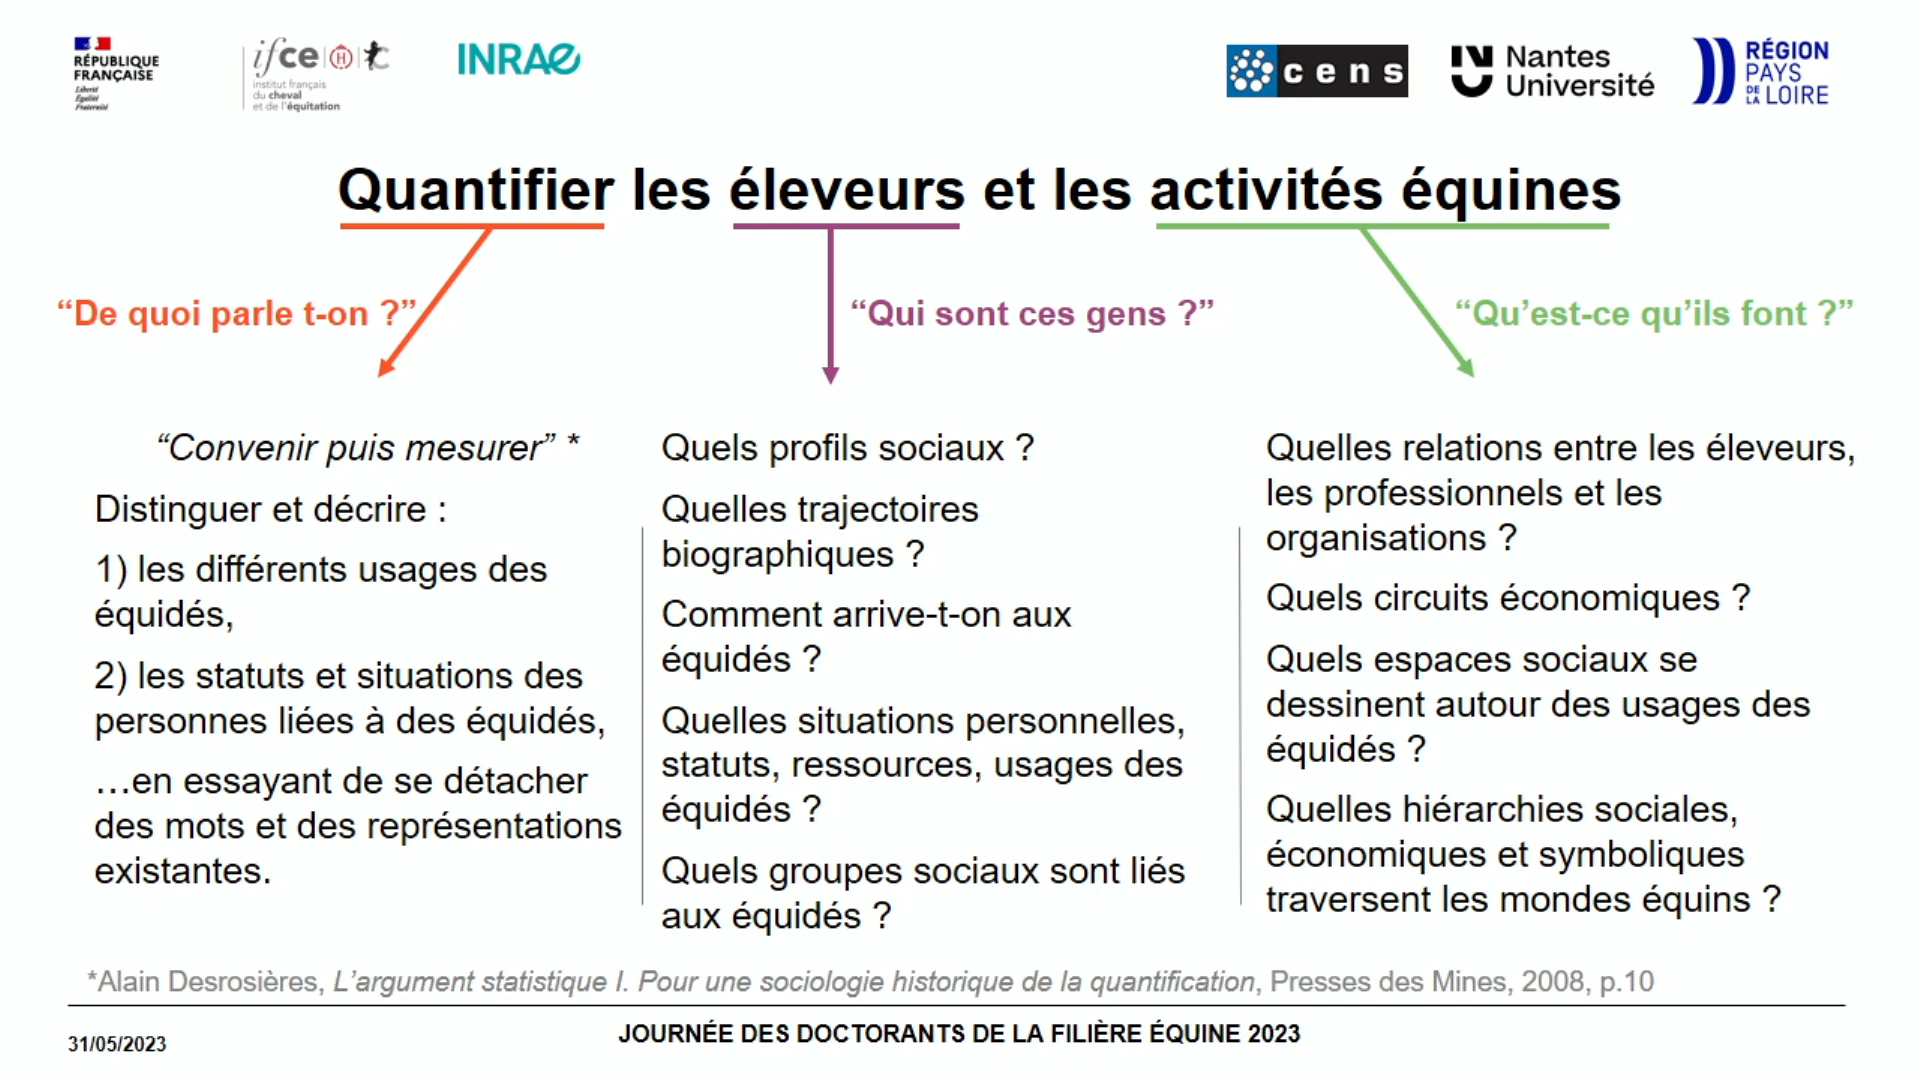 RÉPUBLIQUE
FRANÇAISE
Liberté
Égalité
Fraternité
ifce
institut français
du cheval
et de l'équitation
INRAE
cens
Nantes
Université
RÉGION
PAYS
DE LA LOIRE
Quantifier les éleveurs et les activités équines
“De quoi parle t-on ?”
“Qui sont ces gens ?”
“Qu’est-ce qu’ils font ?”
“Convenir puis mesurer” *
Distinguer et décrire :
1) les différents usages des
équidés,
2) les statuts et situations des
personnes liées à des équidés,
…en essayant de se détacher
des mots et des représentations
existantes.
Quels profils sociaux ?
Quelles trajectoires
biographiques ?
Comment arrive-t-on aux
équidés ?
Quelles situations personnelles,
statuts, ressources, usages des
équidés ?
Quels groupes sociaux sont liés
aux équidés ?
Quelles relations entre les éleveurs,
les professionnels et les
organisations ?
Quels circuits économiques ?
Quels espaces sociaux se
dessinent autour des usages des
équidés ?
Quelles hiérarchies sociales,
économiques et symboliques
traversent les mondes équins ?
*Alain Desrosières, L’argument statistique I. Pour une sociologie historique de la quantification, Presses des Mines, 2008, p.10
31/05/2023
JOURNÉE DES DOCTORANTS DE LA FILIÈRE ÉQUINE 2023